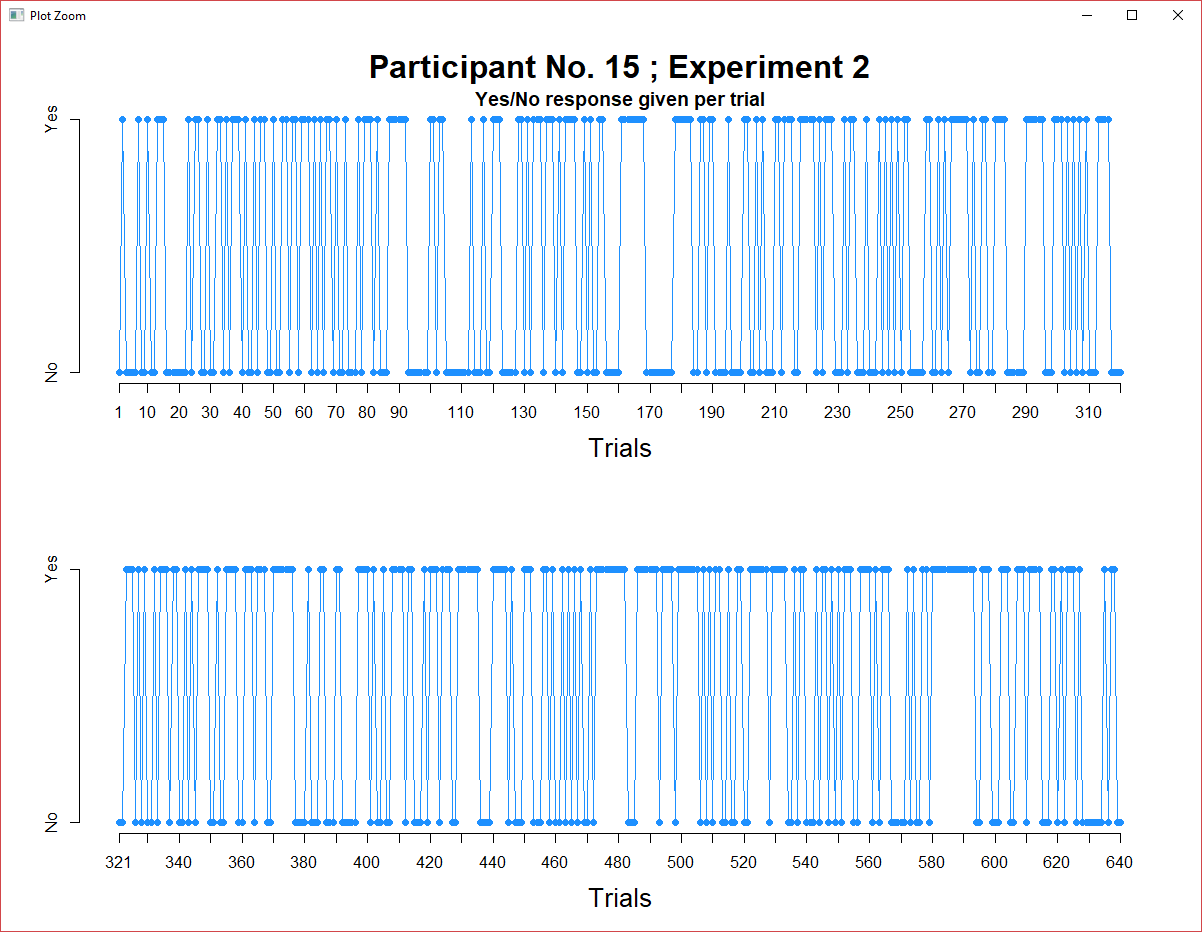 Plot Zoom
Participant No. 15 ; Experiment 2
Yes/No response given per trial
Yes
No
1 10 20 30 40 50 60 70 80 90 110 130 150 170 190 210 230 250 270 290 310
Trials
Yes
No
321 340 360 380 400 420 440 460 480 500 520 540 560 580 600 620 640
Trials